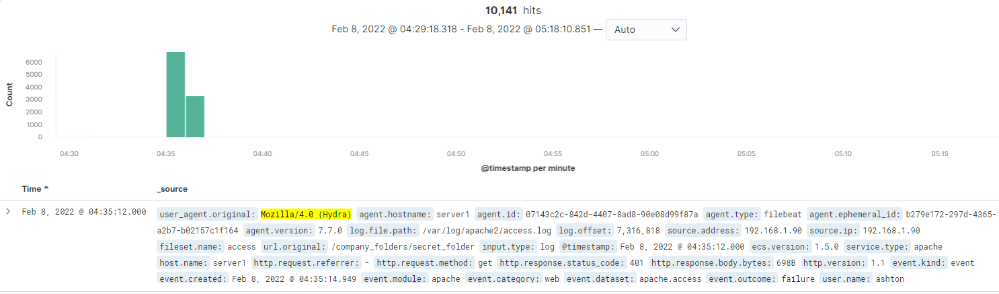 10,141 hits
Feb 8, 2022 @ 04:29:18.318 - Feb 8, 2022 @ 05:18:10.851 — Auto
6000
5000
4000
3000
2000
1000
0
Count
04:30 04:35 04:40 04:45 04:50 04:55 05:00 05:05 05:10 05:15
@timestamp per minute
Time _source
Feb 8, 2022 @ 04:35:12.000 user_agent.original: Mozilla/4.0 (Hydra) agent.hostname: server1 agent.id: 07143c2c-842d-4407-8ad8-90e08d99f87a agent.type: filebeat agent.ephemeral_id: b279e172-297d-4365-
a2b7-b02157c1f164 agent.version: 7.7.0 log.file.path: /var/log/apache2/access.log log.offset: 7,316,818 source.address: 192.168.1.90 source.ip: 192.168.1.90
fileset.name: access url.original: /company_folders/secret_folder input.type: log @timestamp: Feb 8, 2022 @ 04:35:12.000 ecs.version: 1.5.0 service.type: apache
host.name: server1 http.request.referrer: - http.request.method: get http.response.status_code: 401 http.response.body.bytes: 698B http.version: 1.1 event.kind: event
event.created: Feb 8, 2022 @ 04:35:14.949 event.module: apache event.category: web event.dataset: apache.access event.outcome: failure user.name: ashton